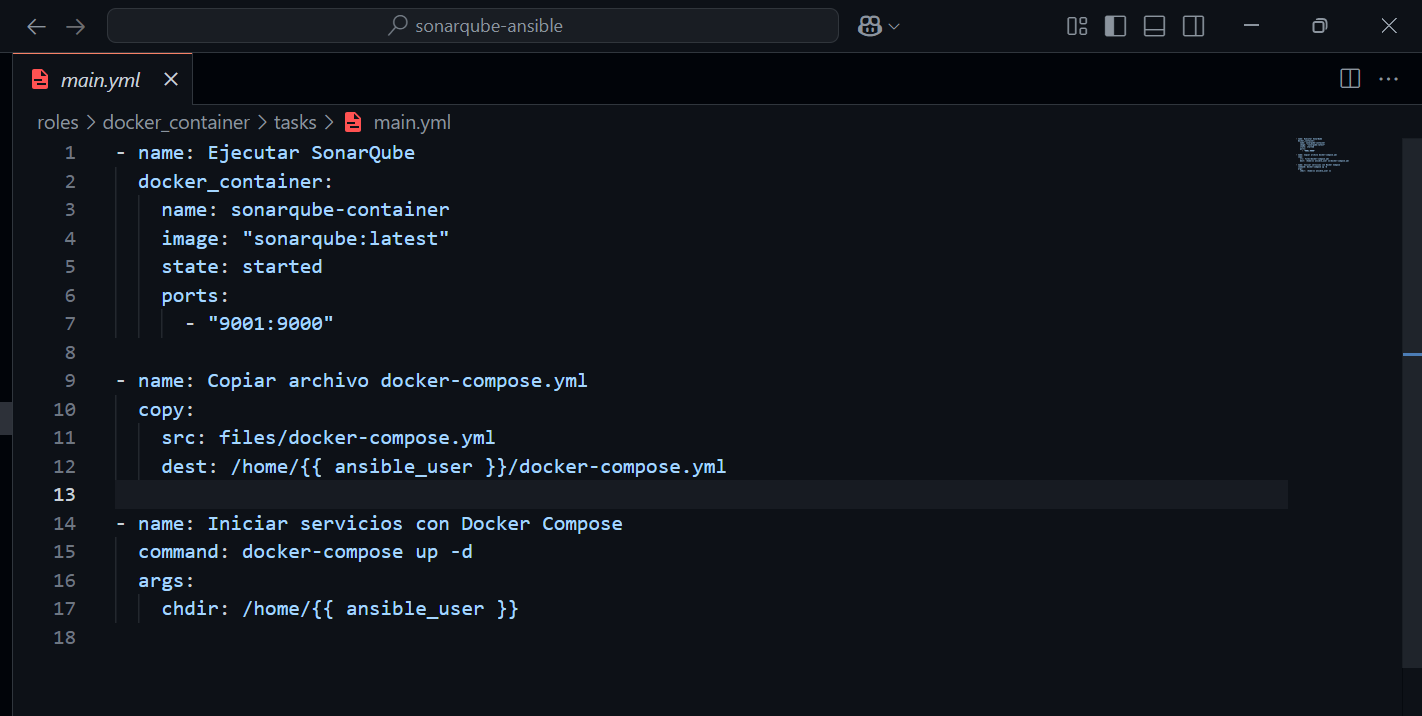 sonarqube-ansible
main.yml
roles > docker_container > tasks > main.yml
1 - name: Ejecutar SonarQube
2 docker_container:
3 name: sonarqube-container
4 image: "sonarqube:latest"
5 state: started
6 ports:
7 - "9001:9000"
8
9 - name: Copiar archivo docker-compose.yml
10 copy:
11 src: files/docker-compose.yml
12 dest: /home/{{ ansible_user }}/docker-compose.yml
13
14 - name: Iniciar servicios con Docker Compose
15 command: docker-compose up -d
16 args:
17 chdir: /home/{{ ansible_user }}
18